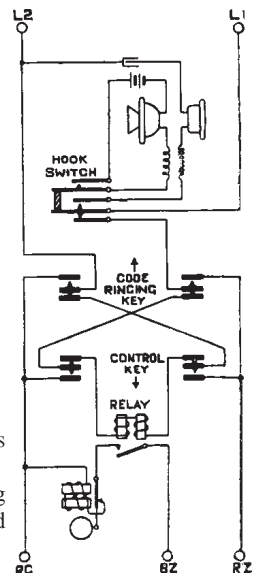 L2 L1
HOOK
SWITCH
CODE
RINGING
KEY
CONTROL
KEY
RELAY
s
g
d
RC BZ RZ